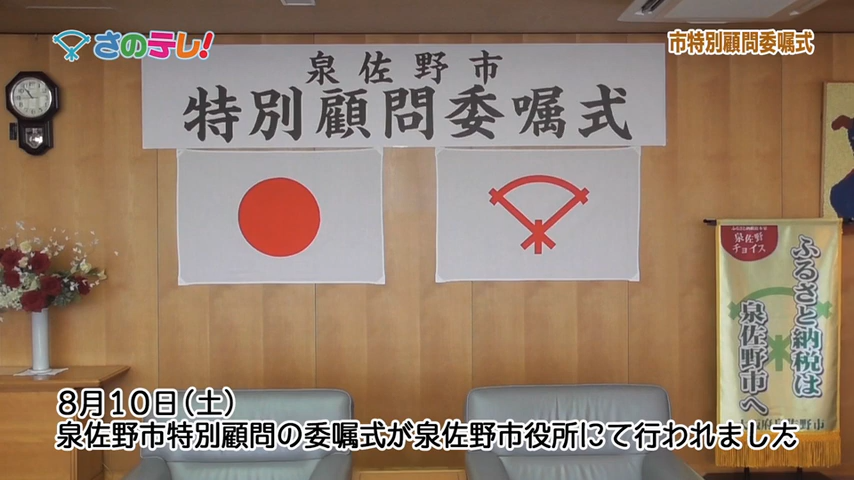 さのテレ!
市特別顧問委嘱式
泉佐野市
特別顧問委嘱式
泉佐野
チョイス
ふるさと納税は
泉佐野市へ
8月10日(土)
泉佐野市特別顧問の委嘱式が泉佐野市役所にて行われました